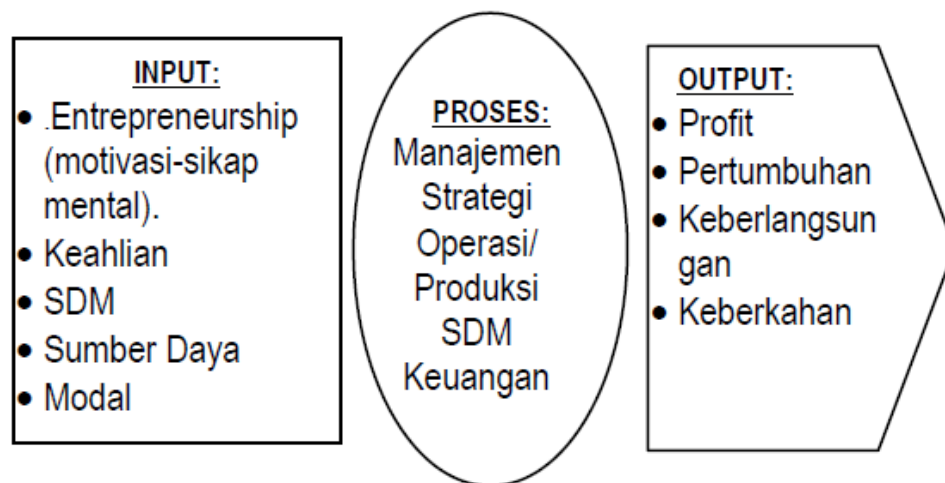 INPUT:
• .Entrepreneurship
(motivasi-sikap
mental).
• Keahlian
• SDM
• Sumber Daya
• Modal
PROSES:
Manajemen
Strategi
Operasi/
Produksi
SDM
Keuangan
OUTPUT:
• Profit
• Pertumbuhan
• Keberlangsun
gan
• Keberkahan